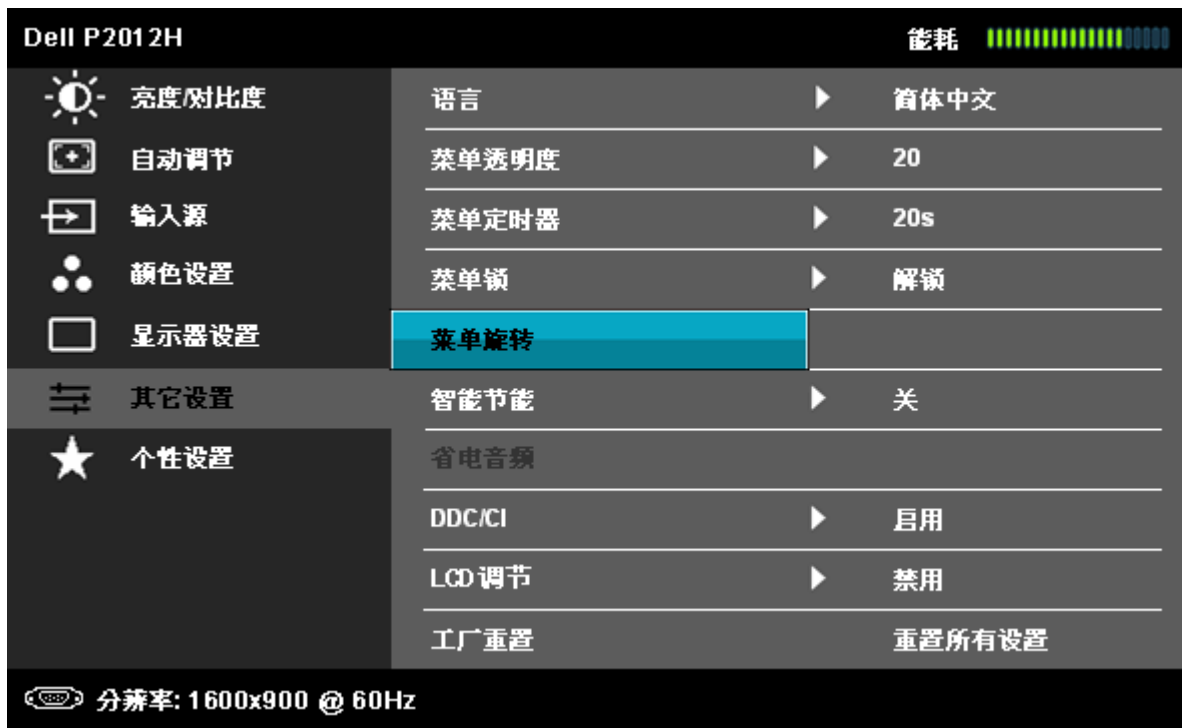 Dell P2012H 能耗
亮度/对比度
自动调节
输入源
颜色设置
显示器设置
其它设置
个性设置
语言 简体中文
菜单透明度 20
菜单定时器 20s
菜单锁 解锁
菜单旋转
智能节能 关
省电音频
DDC/CI 启用
LCD 调节 禁用
工厂重置 重置所有设置
分辨率: 1600x900 @ 60Hz